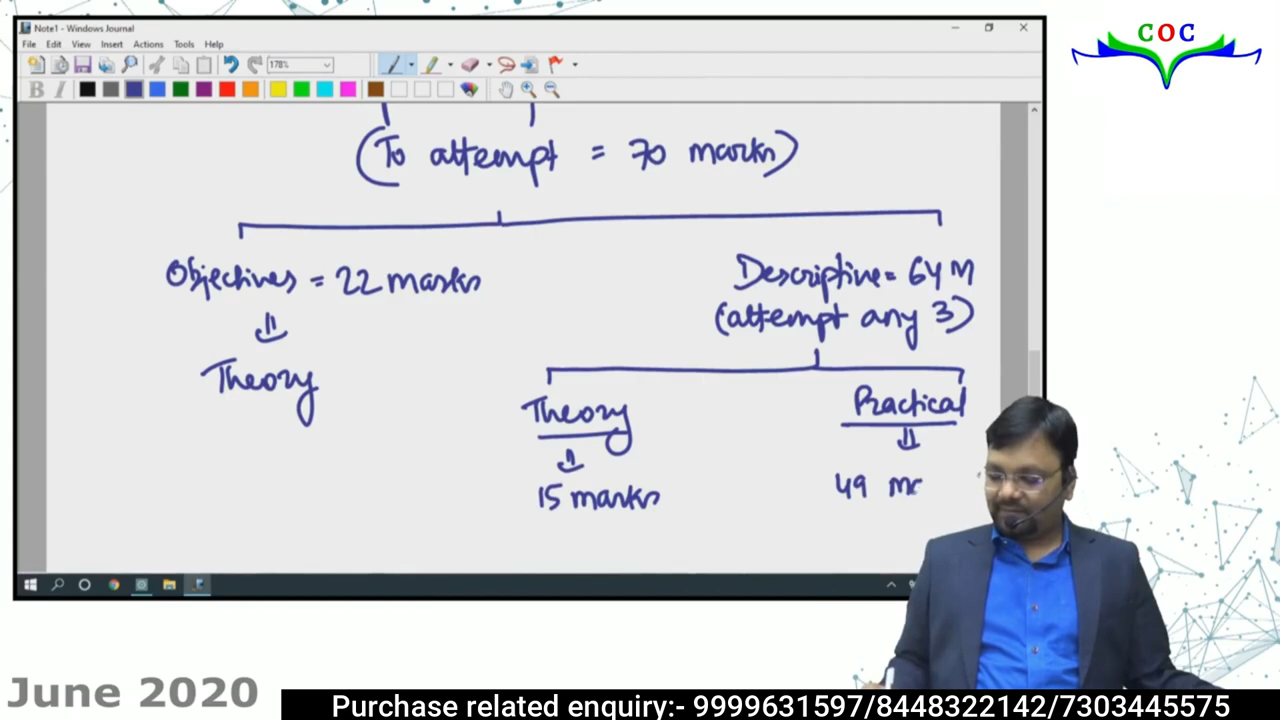 Note1 - Windows Journal
File Edit View Insert Actions Tools Help
178%
B I
COC
(To attempt = 70 marks)
Objectives = 22 marks
Descriptive = 64 M
(attempt any 3)
Theory
Theory
Practical
15 marks
49 ma
June 2020
Purchase related enquiry:- 9999631597/8448322142/7303445575